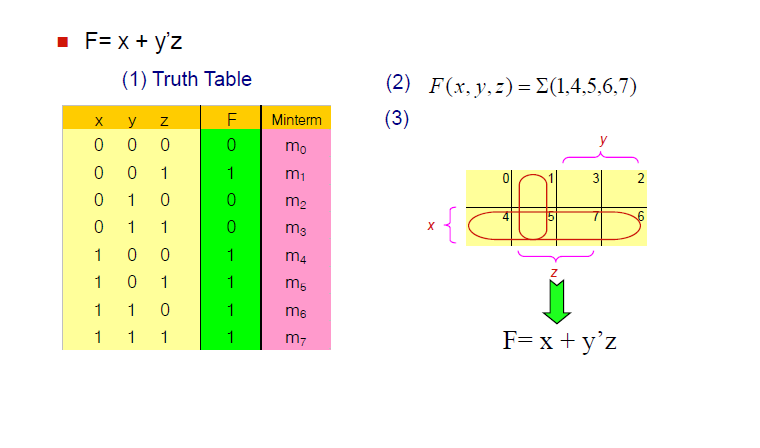 F= x + y'z
(1) Truth Table
x y z F Minterm
0 0 0 0 m0
0 0 1 1 m1
0 1 0 0 m2
0 1 1 0 m3
1 0 0 1 m4
1 0 1 1 m5
1 1 0 1 m6
1 1 1 1 m7
(2) F(x, y, z) = Σ(1,4,5,6,7)
(3)
y
0 1 3 2
x 4 5 7 6
z
F= x + y’z